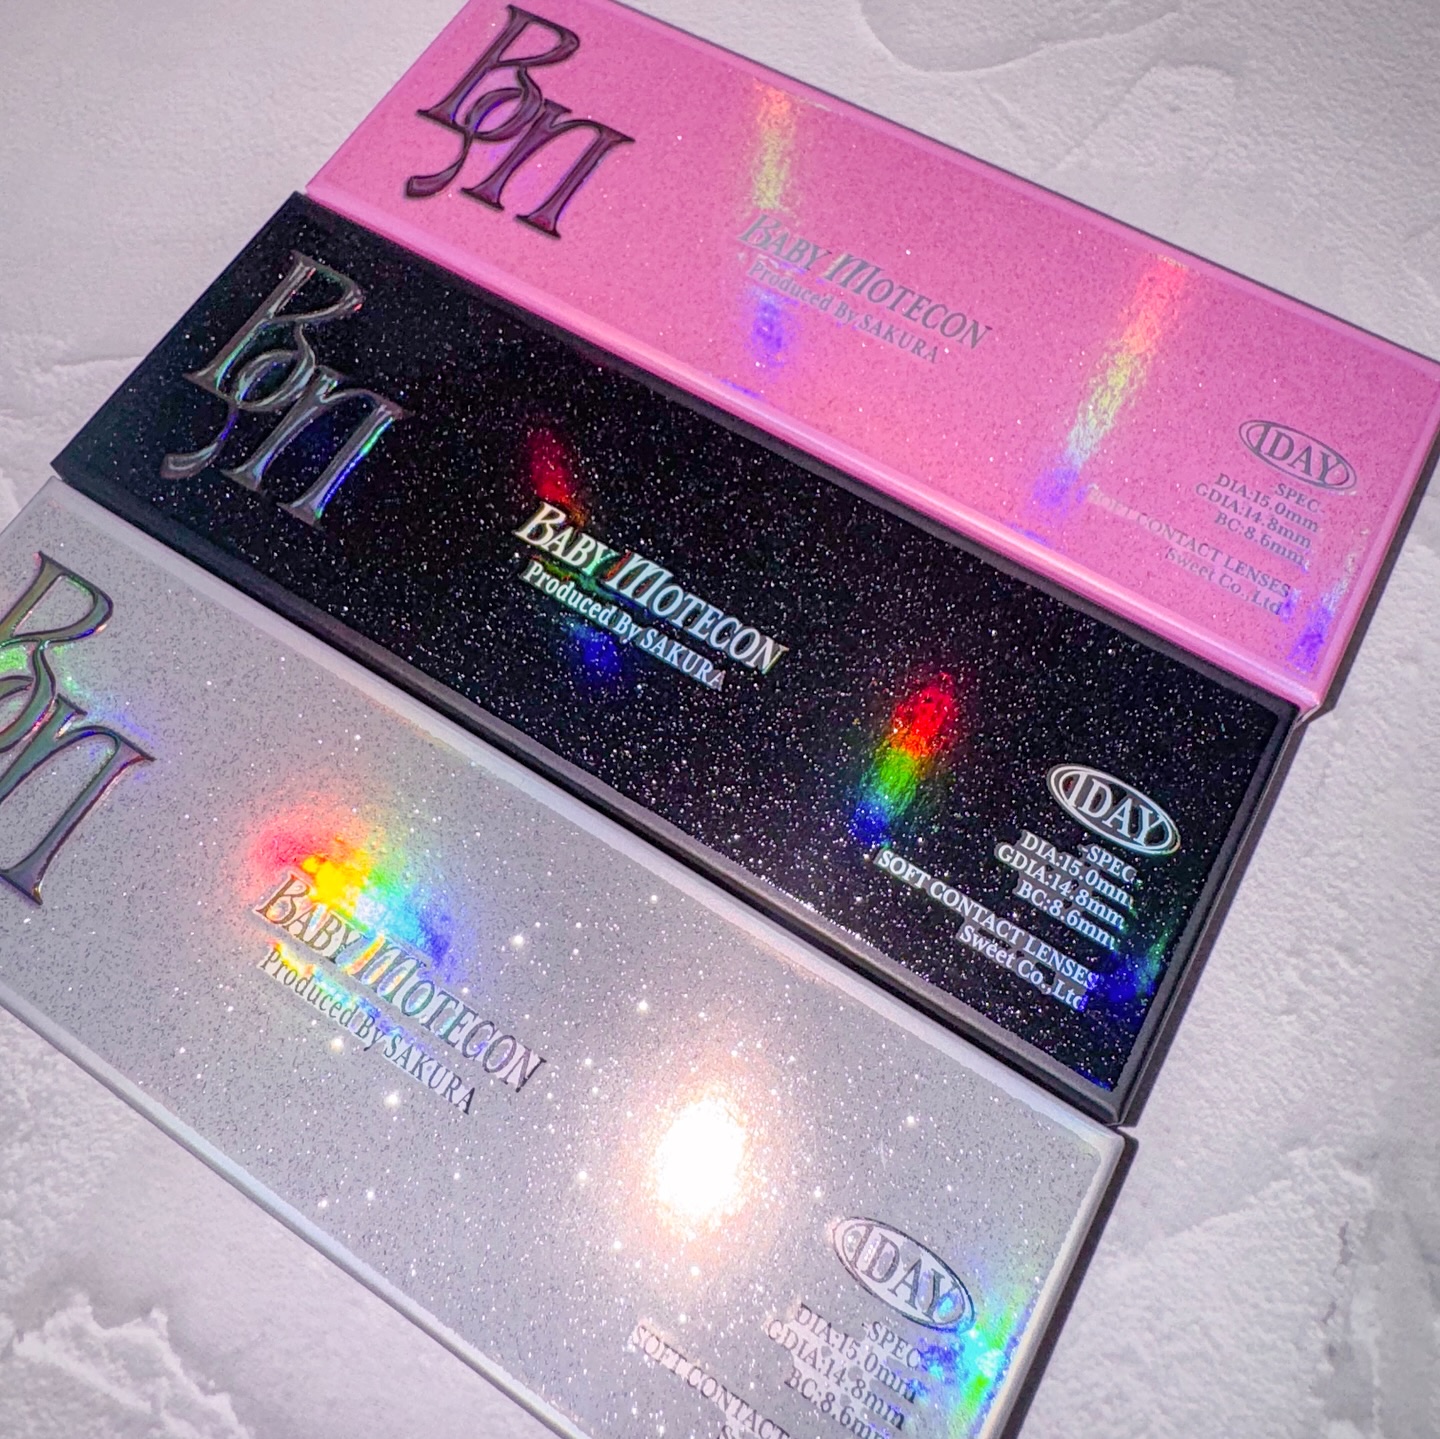 BABY MOTECON
Produced By SAKURA
1DAY
-SPEC-
DIA:15.0mm
GDIA:14.8mm
BC:8.6mm
SOFT CONTACT LENSES
Sweet Co.,Ltd
BABY MOTECON
Produced By SAKURA
1DAY
-SPEC-
DIA:15.0mm
GDIA:14.8mm
BC:8.6mm
SOFT CONTACT LENSES
Sweet Co.,Ltd
BABY MOTECON
Produced By SAKURA
1DAY
-SPEC-
DIA:15.0mm
GDIA:14.8mm
BC:8.6mm
SOFT CONTACT